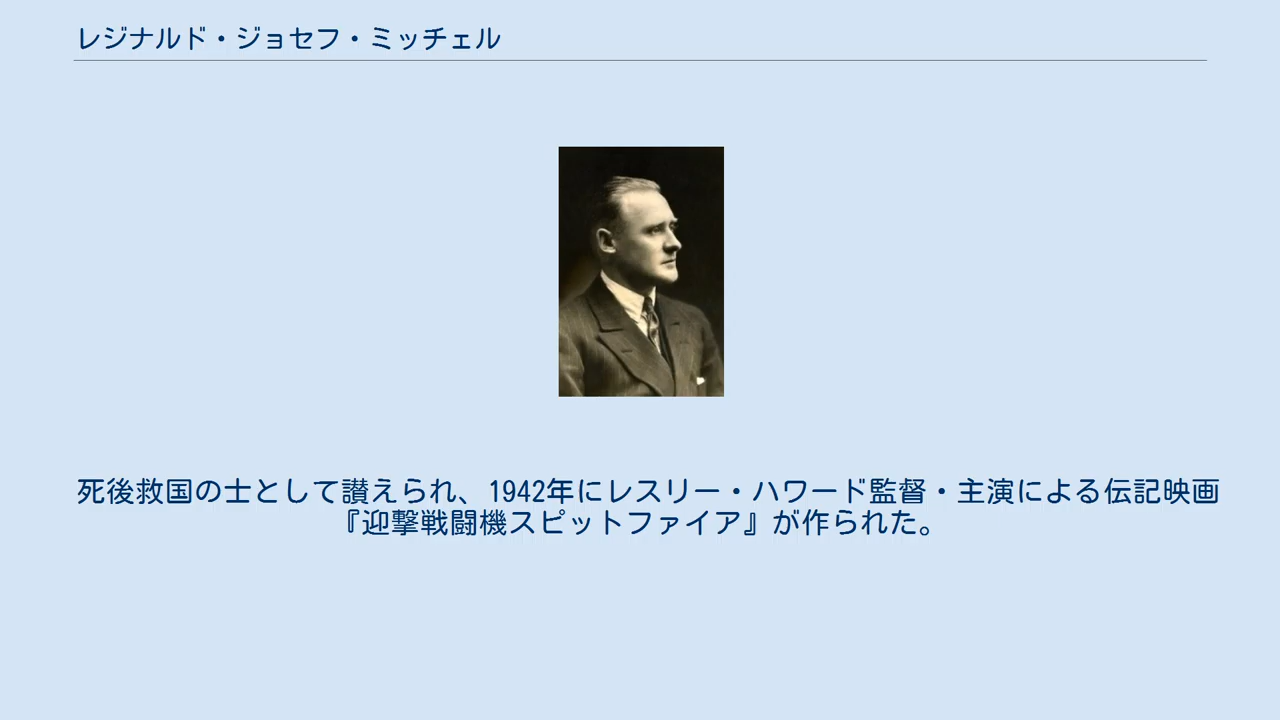 レジナルド・ジョセフ・ミッチェル
死後救国の士として讃えられ、1942年にレスリー・ハワード監督・主演による伝記映画
『迎撃戦闘機スピットファイア』が作られた。